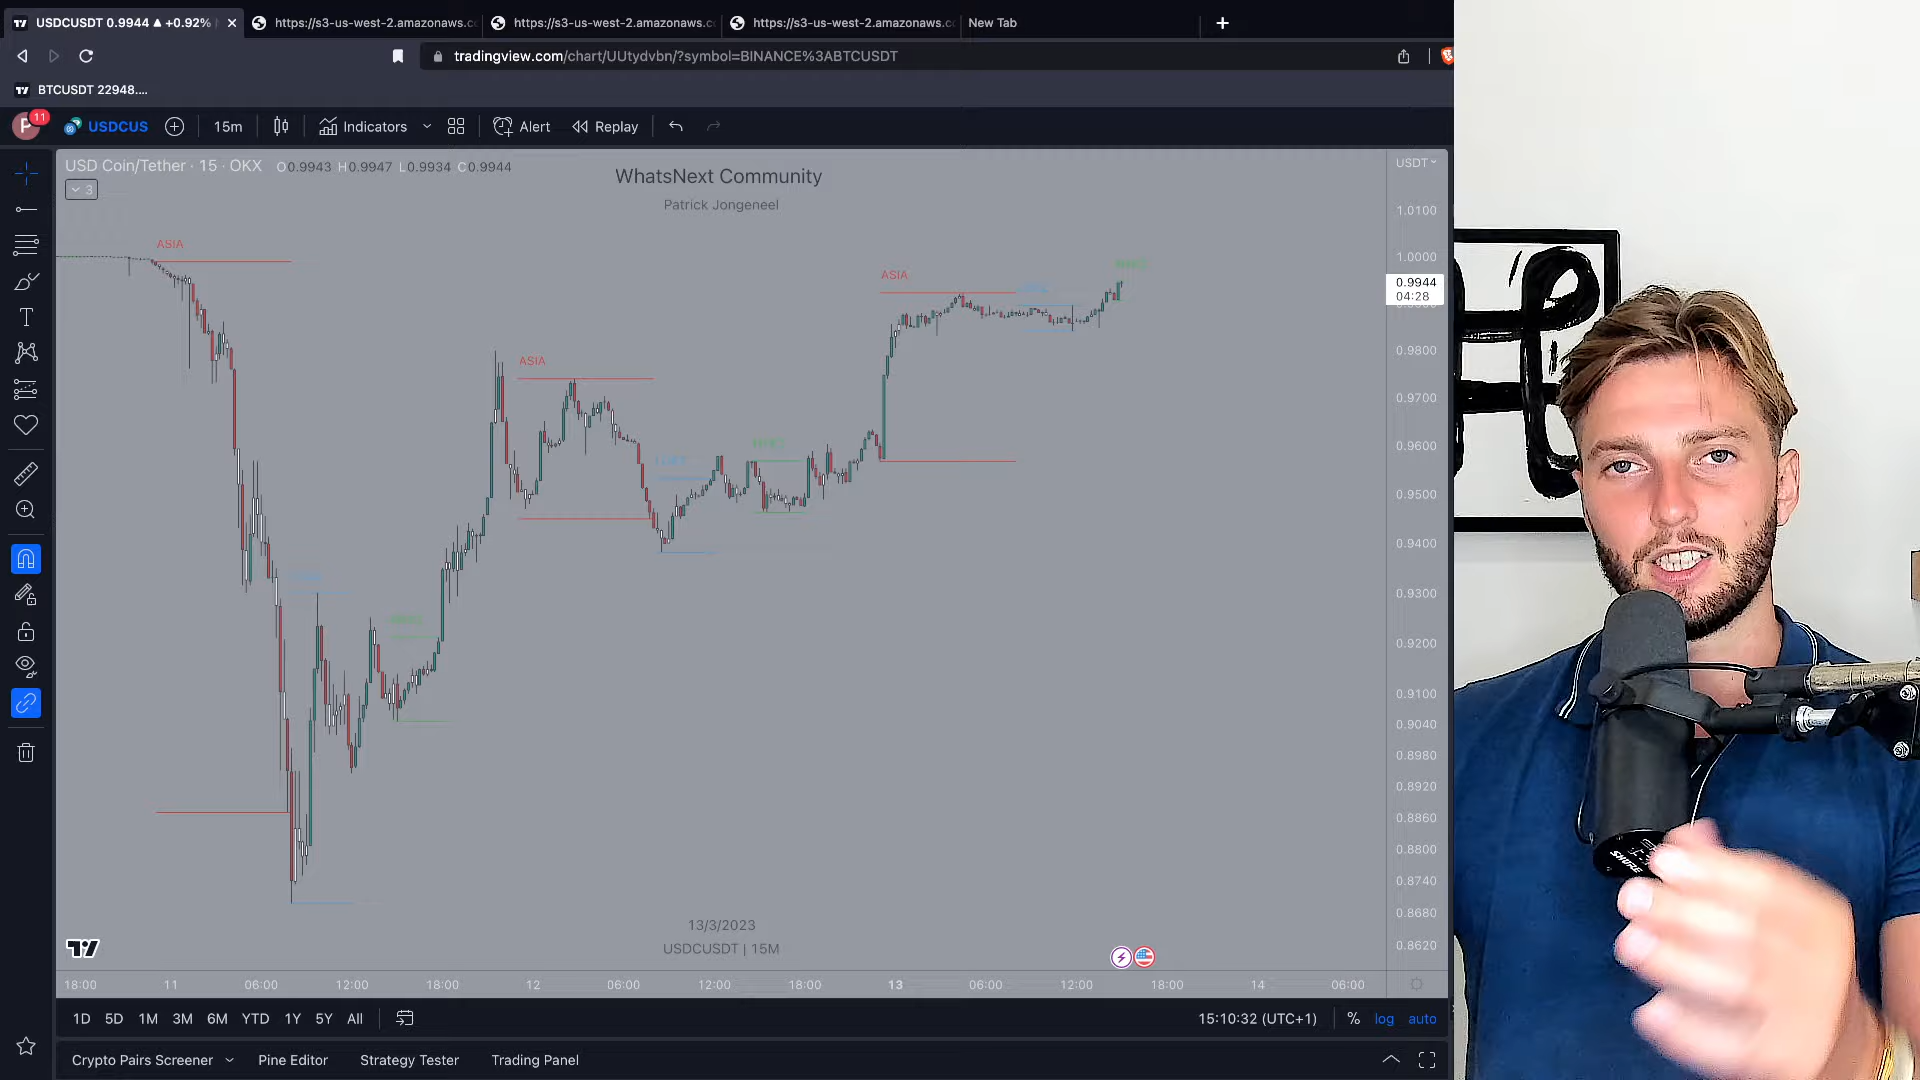 USDCUSDT 0.9944 ▲ +0.92%
https://s3-us-west-2.amazonaws.c
https://s3-us-west-2.amazonaws.c
https://s3-us-west-2.amazonaws.c
New Tab
tradingview.com/chart/UUtydvbn/?symbol=BINANCE%3ABTCUSDT
BTCUSDT 22948....
P
11
USDCUS
15m
Indicators
Alert
Replay
USD Coin/Tether · 15 · OKX O0.9943 H0.9947 L0.9934 C0.9944
3
WhatsNext Community
Patrick Jongeneel
USDT
1.0100
1.0000
0.9944
04:28
0.9800
0.9700
0.9600
0.9500
0.9400
0.9300
0.9200
0.9100
0.9040
0.8980
0.8920
0.8860
0.8800
0.8740
0.8680
0.8620
ASIA
ASIA
ASIA
13/3/2023
USDCUSDT | 15M
18:00
11
06:00
12:00
18:00
12
06:00
12:00
18:00
13
06:00
12:00
18:00
14
06:00
1D 5D 1M 3M 6M YTD 1Y 5Y All
15:10:32 (UTC+1)
% log auto
Crypto Pairs Screener
Pine Editor
Strategy Tester
Trading Panel
SHURE